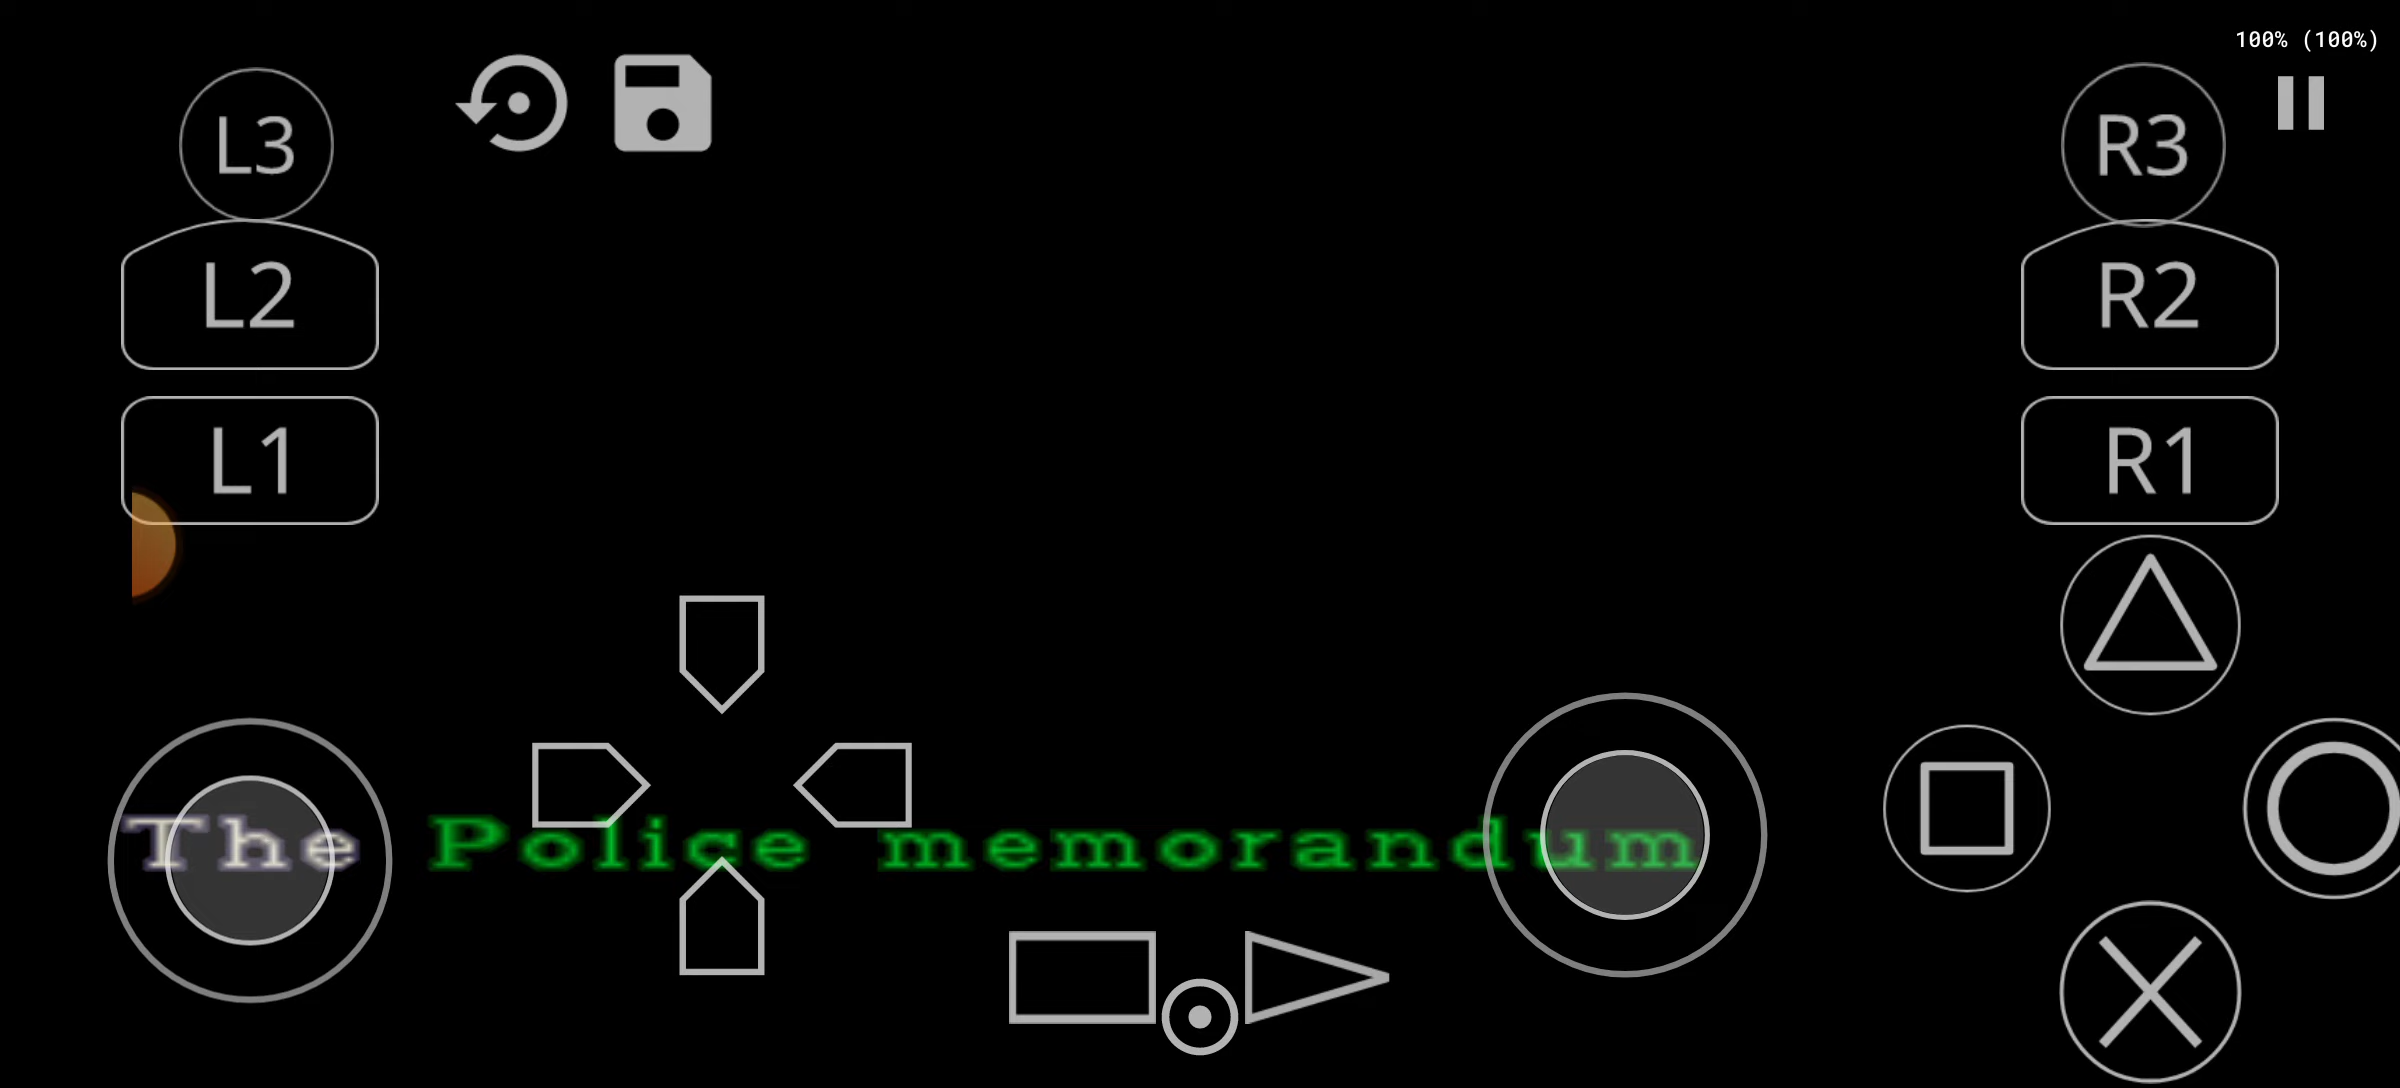 100% (100%)
L3
R3
L2
R2
L1
R1
The Police memorandum